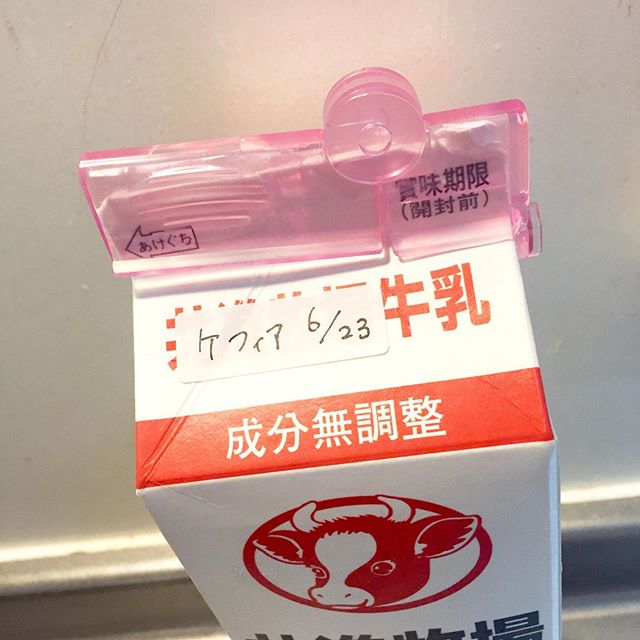 賞味期限
(開封前)
あけぐち
牛乳
ケフィア 6/23
成分無調整